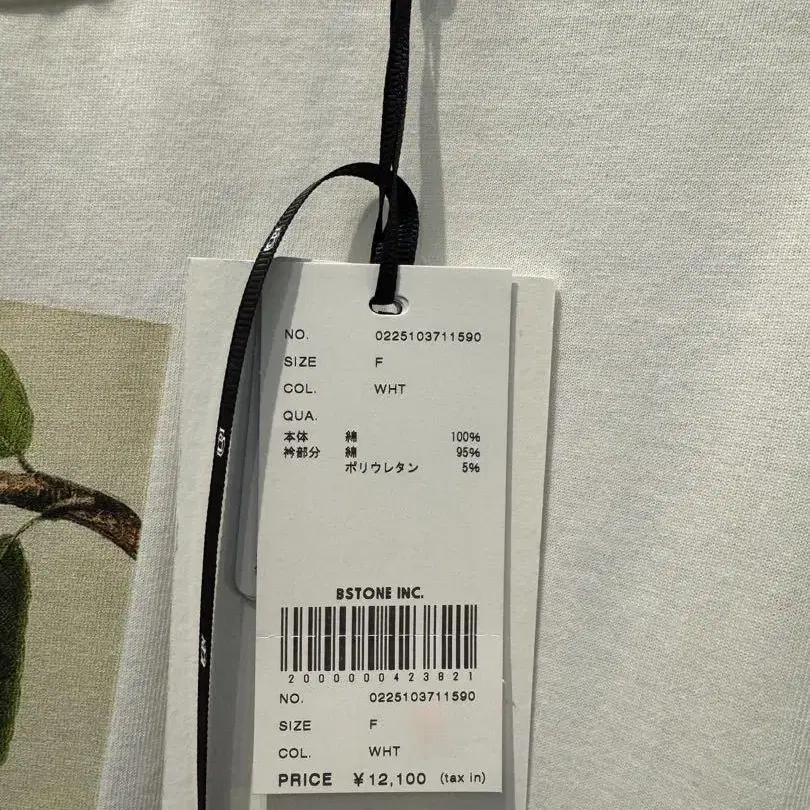 NO. 0225103711590
SIZE F
COL. WHT
QUA.
本体 綿 100%
衿部分 綿 95%
ポリウレタン 5%
BSTONE INC.
2000000423821
NO. 0225103711590
SIZE F
COL. WHT
PRICE ¥12,100 (tax in)